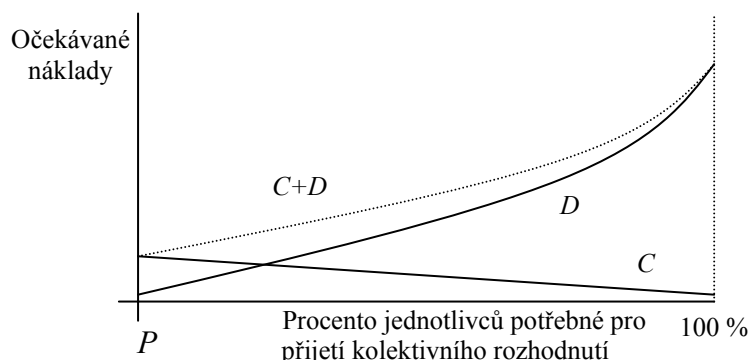 Očekávané
náklady
C+D
D
C
P
Procento jednotlivců potřebné pro
přijetí kolektivního rozhodnutí
100 %